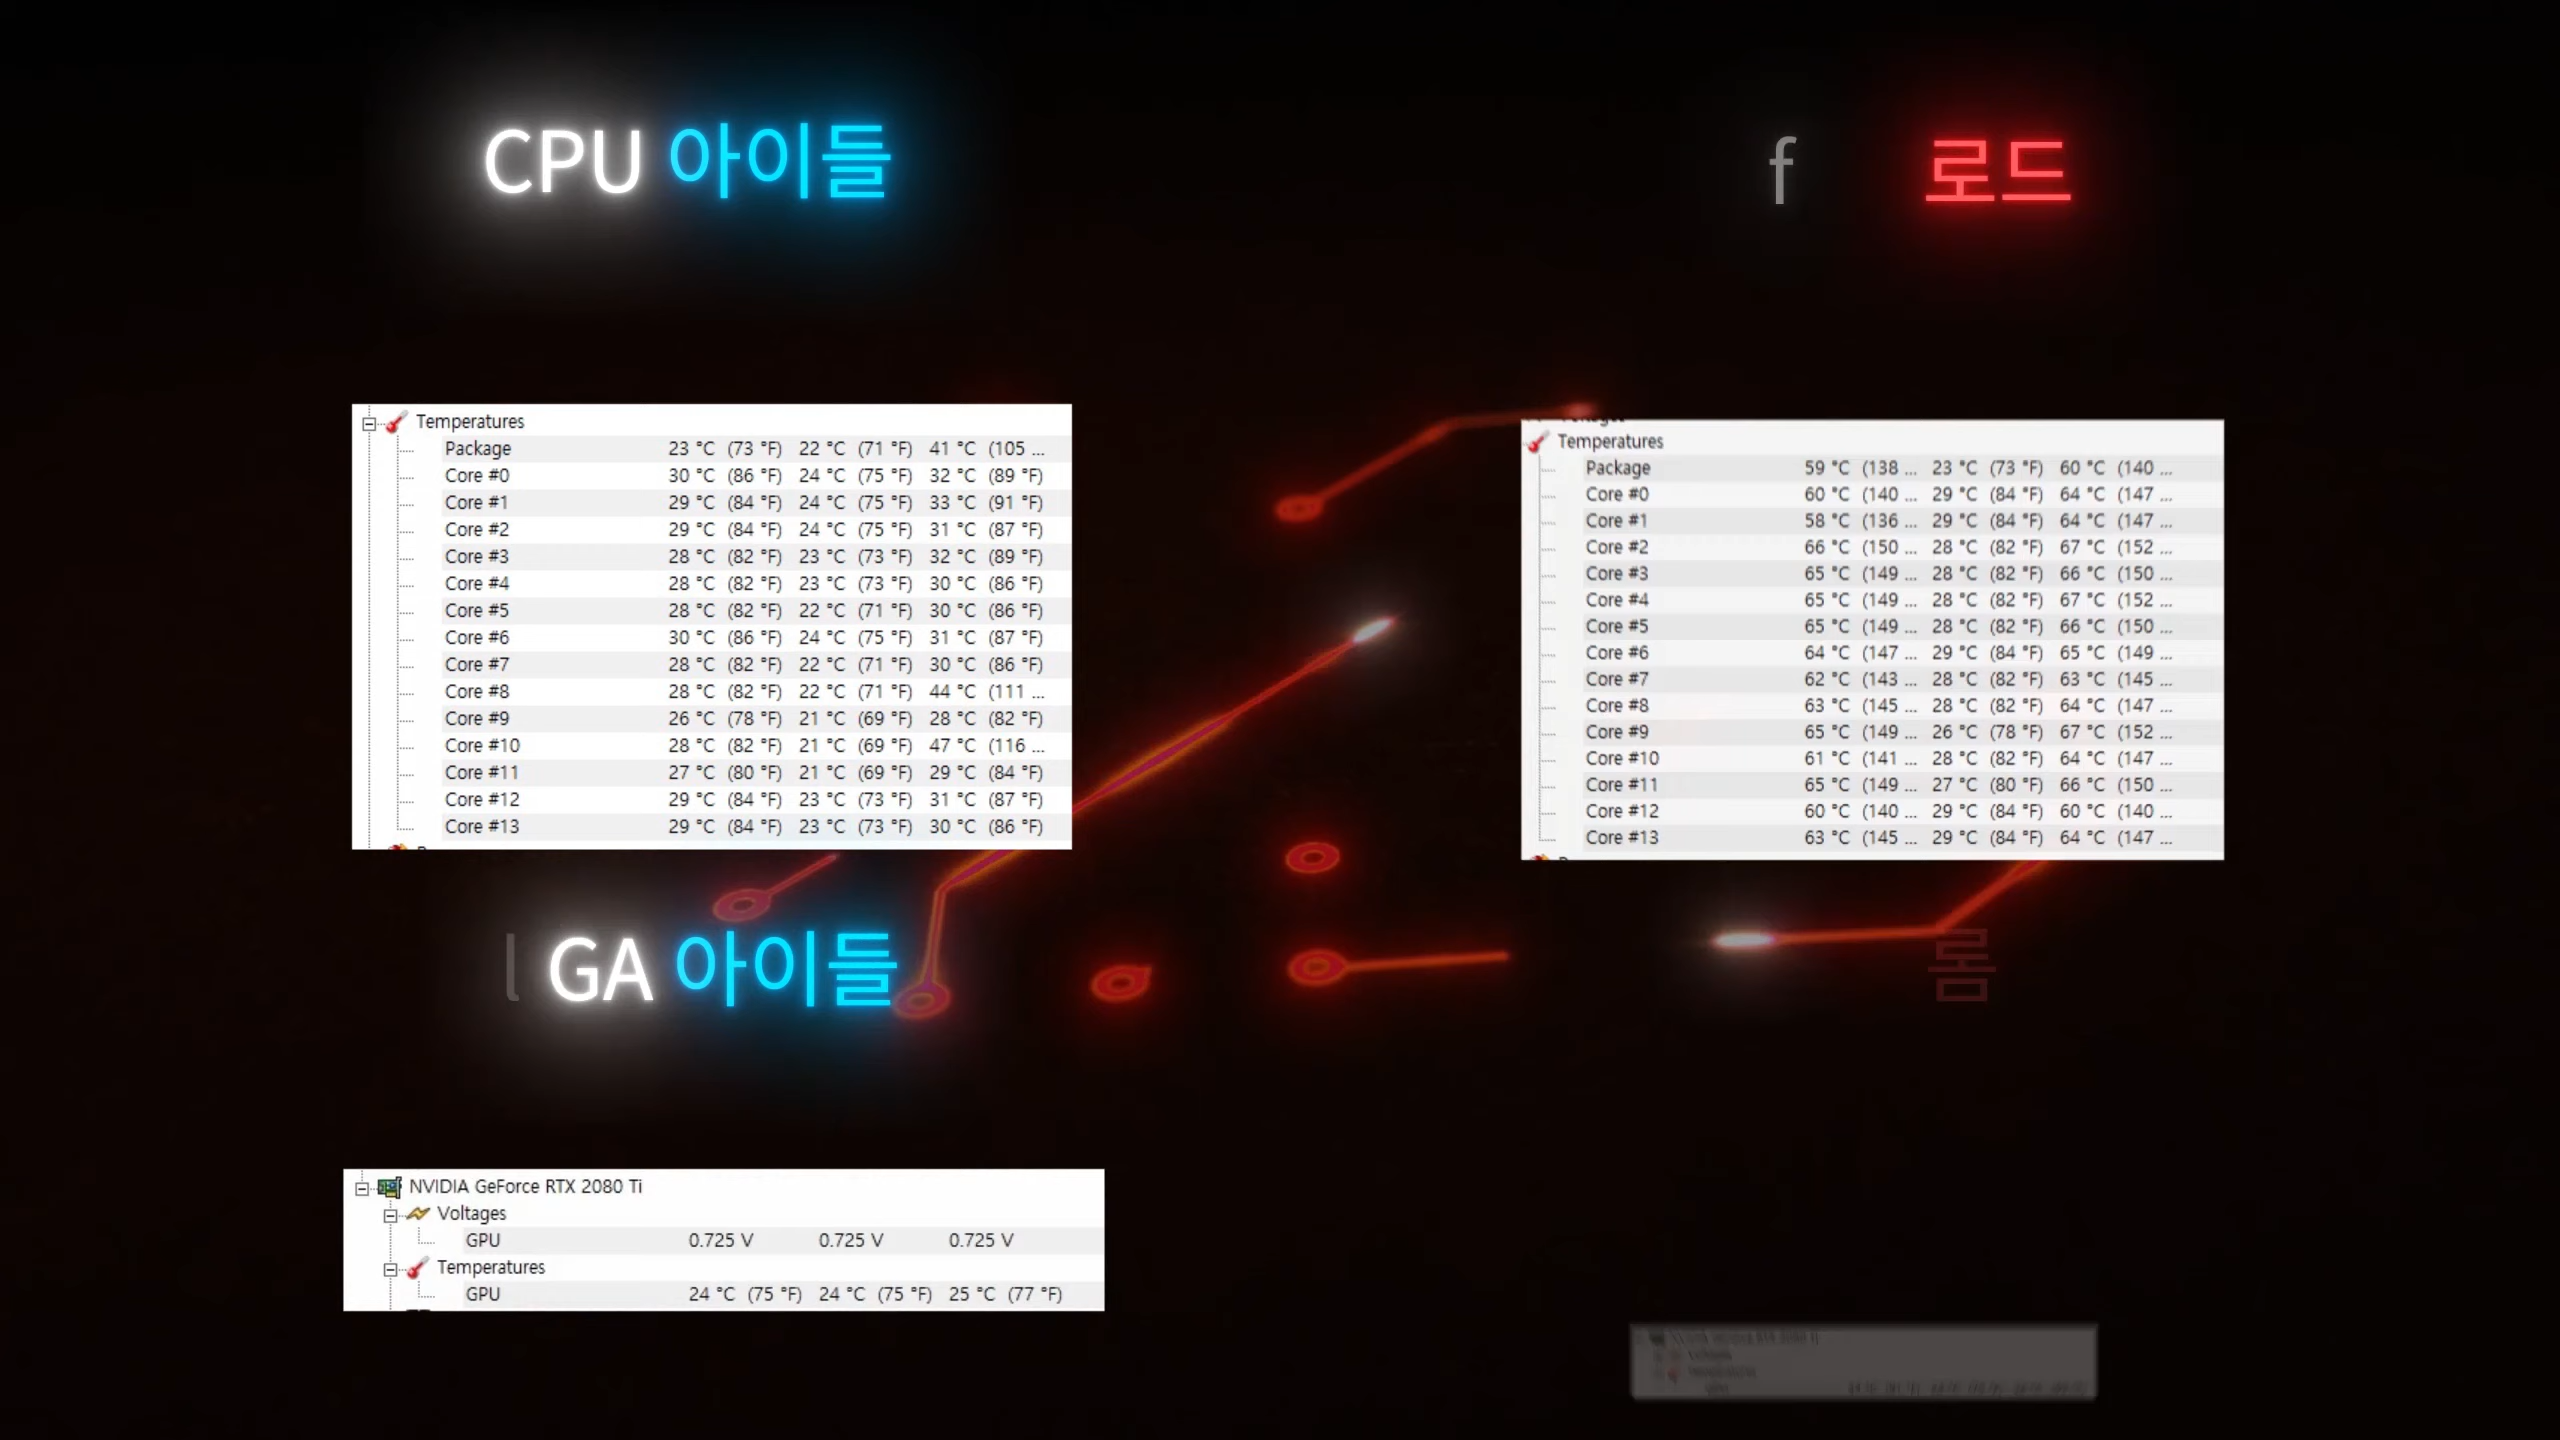 CPU 아이들
f 로드
Temperatures
Package 23 °C (73 °F) 22 °C (71 °F) 41 °C (105 ...
Core #0 30 °C (86 °F) 24 °C (75 °F) 32 °C (89 °F)
Core #1 29 °C (84 °F) 24 °C (75 °F) 33 °C (91 °F)
Core #2 29 °C (84 °F) 24 °C (75 °F) 31 °C (87 °F)
Core #3 28 °C (82 °F) 23 °C (73 °F) 32 °C (89 °F)
Core #4 28 °C (82 °F) 23 °C (73 °F) 30 °C (86 °F)
Core #5 28 °C (82 °F) 22 °C (71 °F) 30 °C (86 °F)
Core #6 30 °C (86 °F) 24 °C (75 °F) 31 °C (87 °F)
Core #7 28 °C (82 °F) 22 °C (71 °F) 30 °C (86 °F)
Core #8 28 °C (82 °F) 22 °C (71 °F) 44 °C (111 ...
Core #9 26 °C (78 °F) 21 °C (69 °F) 28 °C (82 °F)
Core #10 28 °C (82 °F) 21 °C (69 °F) 47 °C (116 ...
Core #11 27 °C (80 °F) 21 °C (69 °F) 29 °C (84 °F)
Core #12 29 °C (84 °F) 23 °C (73 °F) 31 °C (87 °F)
Core #13 29 °C (84 °F) 23 °C (73 °F) 30 °C (86 °F)
Temperatures
Package 59 °C (138 ... 23 °C (73 °F) 60 °C (140 ...
Core #0 60 °C (140 ... 29 °C (84 °F) 64 °C (147 ...
Core #1 58 °C (136 ... 29 °C (84 °F) 64 °C (147 ...
Core #2 66 °C (150 ... 28 °C (82 °F) 67 °C (152 ...
Core #3 65 °C (149 ... 28 °C (82 °F) 66 °C (150 ...
Core #4 65 °C (149 ... 28 °C (82 °F) 67 °C (152 ...
Core #5 65 °C (149 ... 28 °C (82 °F) 66 °C (150 ...
Core #6 64 °C (147 ... 29 °C (84 °F) 65 °C (149 ...
Core #7 62 °C (143 ... 28 °C (82 °F) 63 °C (145 ...
Core #8 63 °C (145 ... 28 °C (82 °F) 64 °C (147 ...
Core #9 65 °C (149 ... 26 °C (78 °F) 67 °C (152 ...
Core #10 61 °C (141 ... 28 °C (82 °F) 64 °C (147 ...
Core #11 65 °C (149 ... 27 °C (80 °F) 66 °C (150 ...
Core #12 60 °C (140 ... 29 °C (84 °F) 60 °C (140 ...
Core #13 63 °C (145 ... 29 °C (84 °F) 64 °C (147 ...
l GA 아이들
롬
NVIDIA GeForce RTX 2080 Ti
Voltages
GPU 0.725 V 0.725 V 0.725 V
Temperatures
GPU 24 °C (75 °F) 24 °C (75 °F) 25 °C (77 °F)